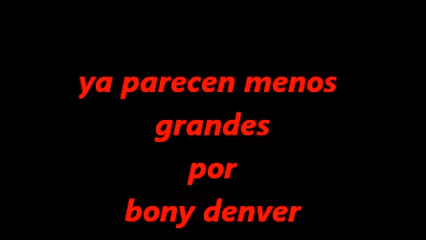 ya parecen menos
grandes
por
bony denver